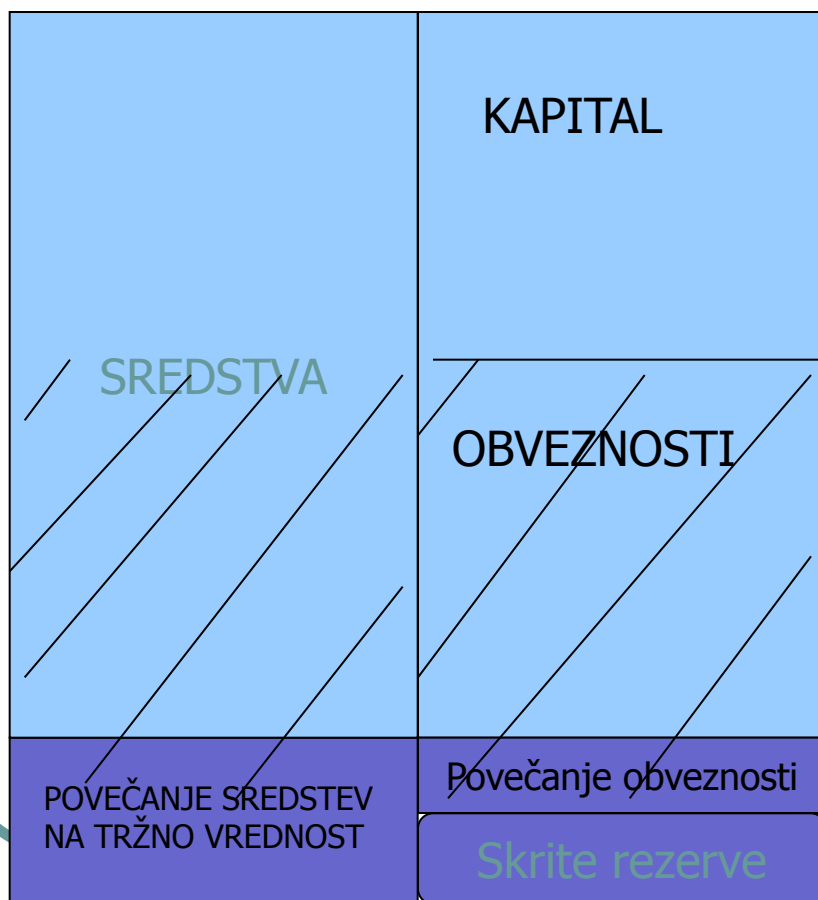 KAPITAL
SREDSTVA
OBVEZNOSTI
POVEČANJE SREDSTEV
NA TRŽNO VREDNOST
Povečanje obveznosti
Skrite rezerve